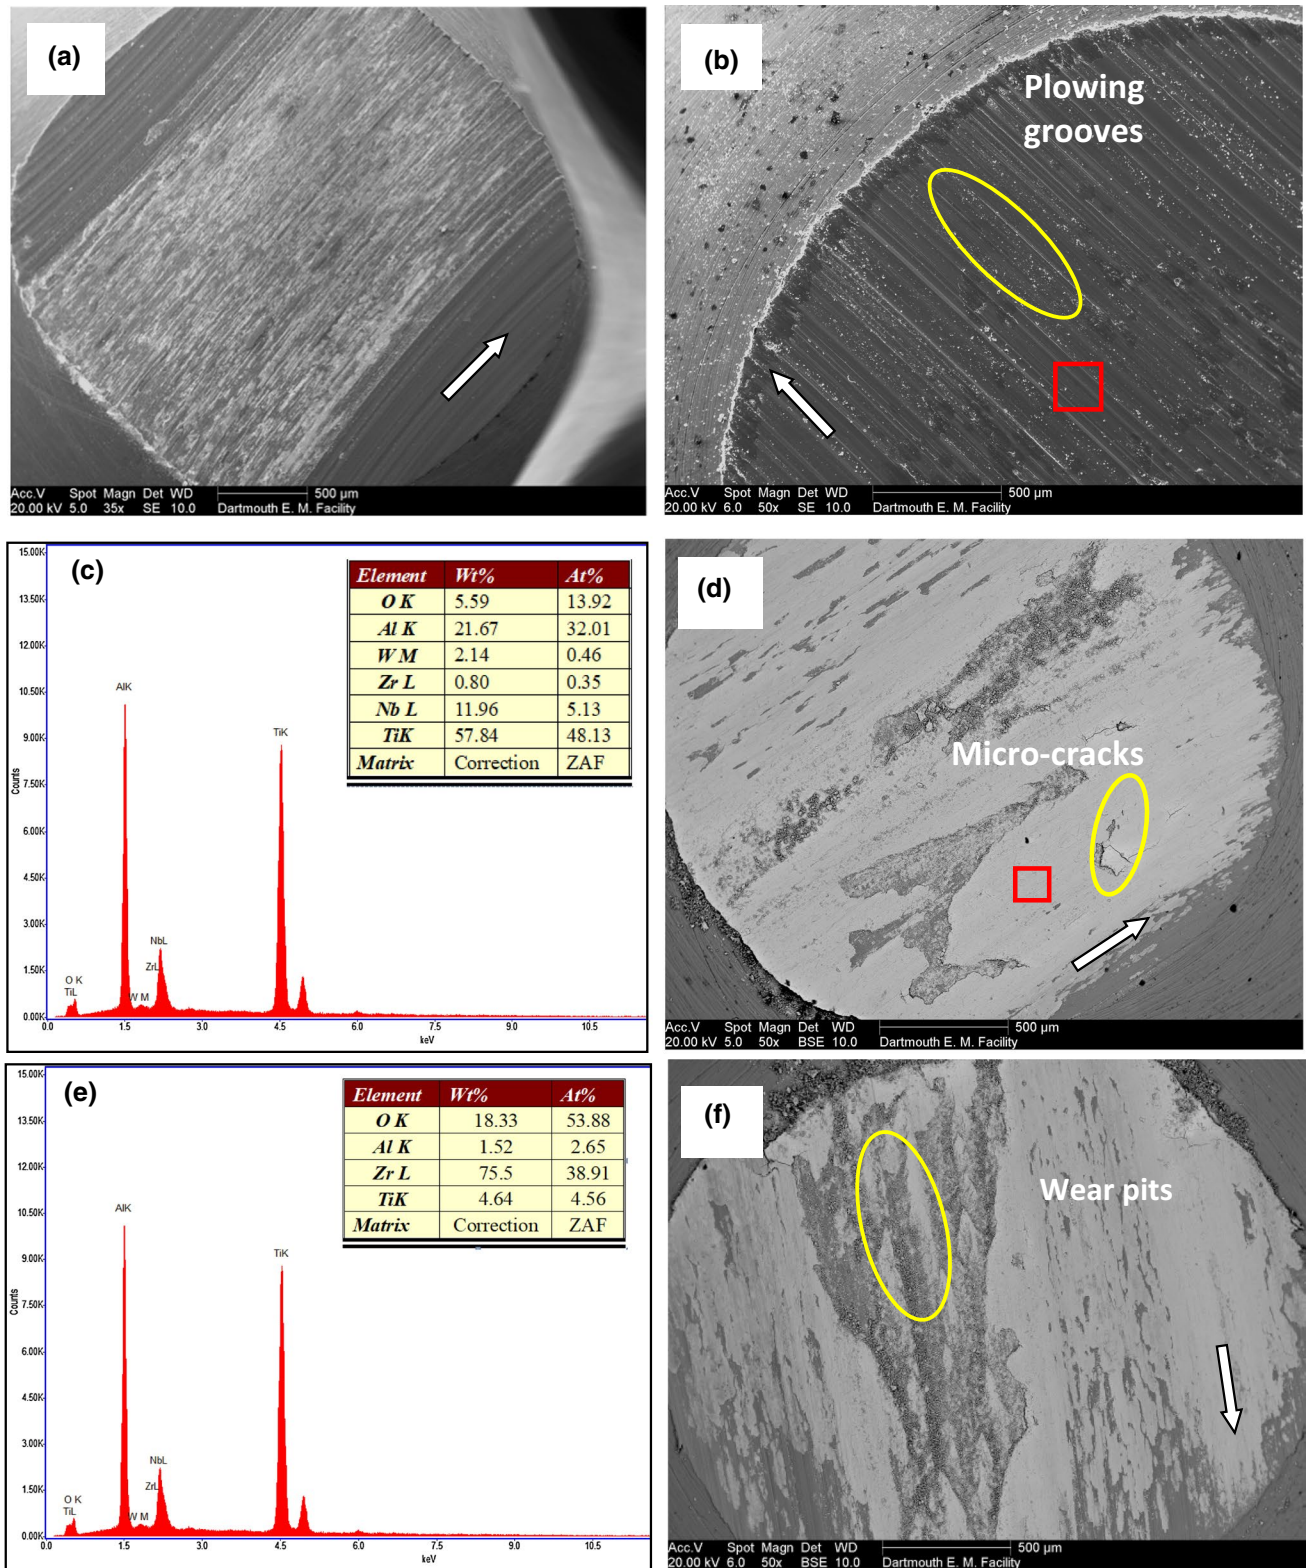 (a)
Acc.V Spot Magn Det WD 500 µm
20.00 kV 5.0 35x SE 10.0 Dartmouth E. M. Facility
(b)
Plowing
grooves
Acc.V Spot Magn Det WD 500 µm
20.00 kV 6.0 50x SE 10.0 Dartmouth E. M. Facility
(c)
Element Wt% At%
O K 5.59 13.92
Al K 21.67 32.01
W M 2.14 0.46
Zr L 0.80 0.35
Nb L 11.96 5.13
TiK 57.84 48.13
Matrix Correction ZAF
15.00K
13.50K
12.00K
10.50K
9.00K
7.50K
6.00K
4.50K
3.00K
1.50K
0.00K
Counts
AlK
TiK
NbL
ZrL
O K
TiL
W M
0.0 1.5 3.0 4.5 6.0 7.5 9.0 10.5
keV
(d)
Micro-cracks
Acc.V Spot Magn Det WD 500 µm
20.00 kV 5.0 50x BSE 10.0 Dartmouth E. M. Facility
(e)
Element Wt% At%
O K 18.33 53.88
Al K 1.52 2.65
Zr L 75.5 38.91
TiK 4.64 4.56
Matrix Correction ZAF
15.00K
13.50K
12.00K
10.50K
9.00K
7.50K
6.00K
4.50K
3.00K
1.50K
0.00K
Counts
AlK
TiK
NbL
ZrL
O K
TiL
W M
0.0 1.5 3.0 4.5 6.0 7.5 9.0 10.5
keV
(f)
Wear pits
Acc.V Spot Magn Det WD 500 µm
20.00 kV 6.0 50x BSE 10.0 Dartmouth E. M. Facility